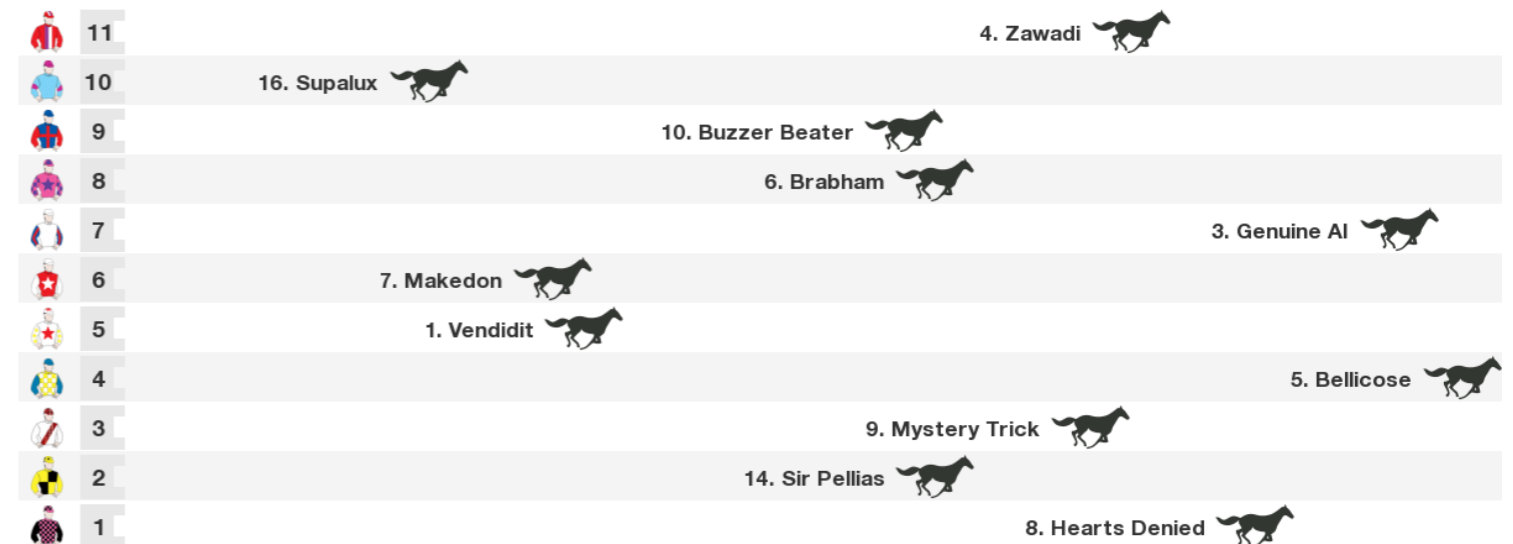 11 4. Zawadi
10 16. Supalux
9 10. Buzzer Beater
8 6. Brabham
7 3. Genuine Al
6 7. Makedon
5 1. Vendidit
4 5. Bellicose
3 9. Mystery Trick
2 14. Sir Pellias
1 8. Hearts Denied